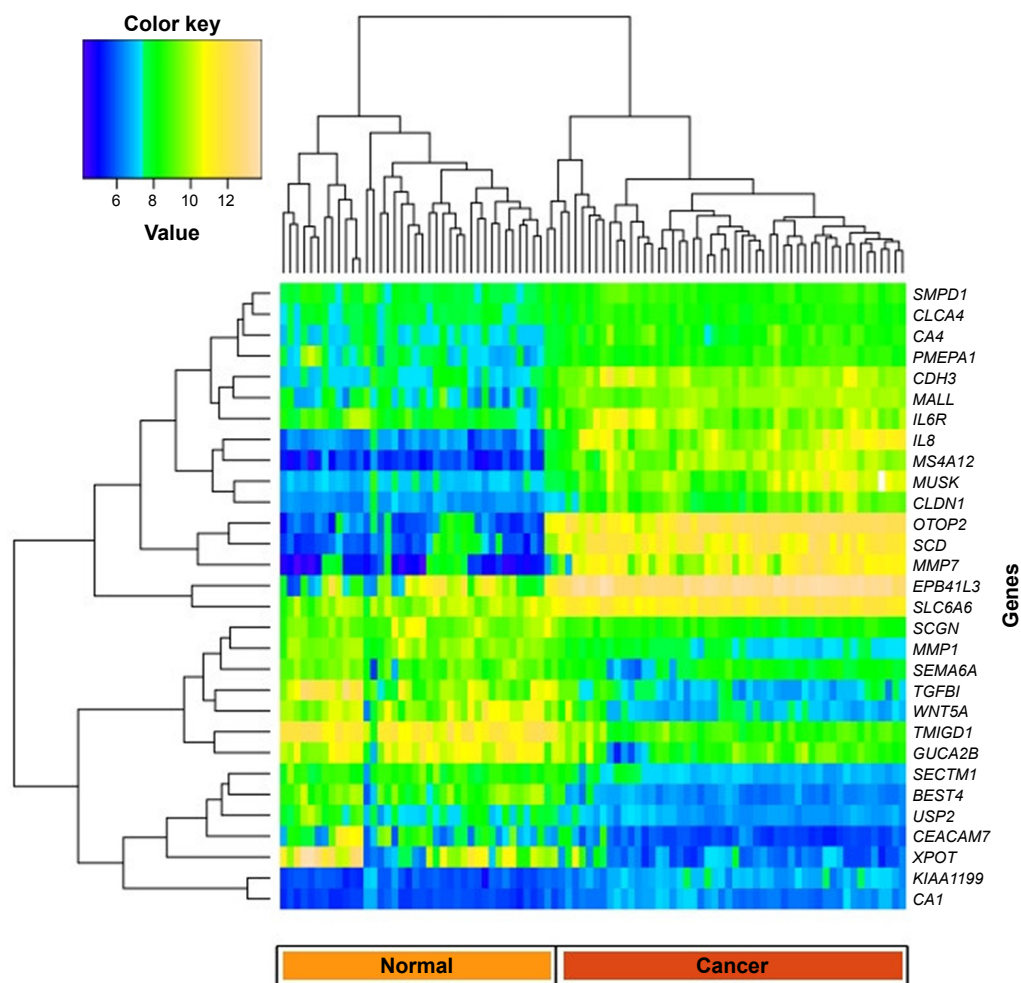 Color key
6 8 10 12
Value
SMPD1
CLCA4
CA4
PMEPA1
CDH3
MALL
IL6R
IL8
MS4A12
MUSK
CLDN1
OTOP2
SCD
MMP7
EPB41L3
SLC6A6
SCGN
MMP1
SEMA6A
TGFBI
WNT5A
TMIGD1
GUCA2B
SECTM1
BEST4
USP2
CEACAM7
XPOT
KIAA1199
CA1
Genes
Normal Cancer